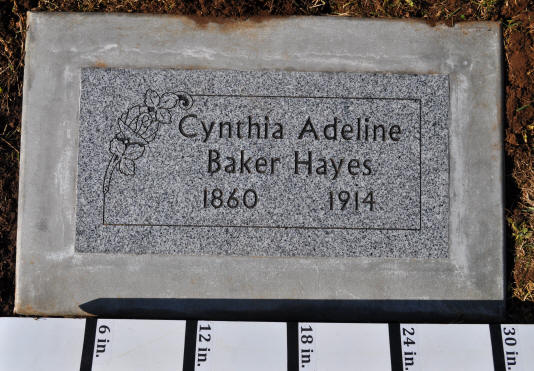 Cynthia Adeline
Baker Hayes
1860 1914
6 in. 12 in. 18 in. 24 in. 30 in.